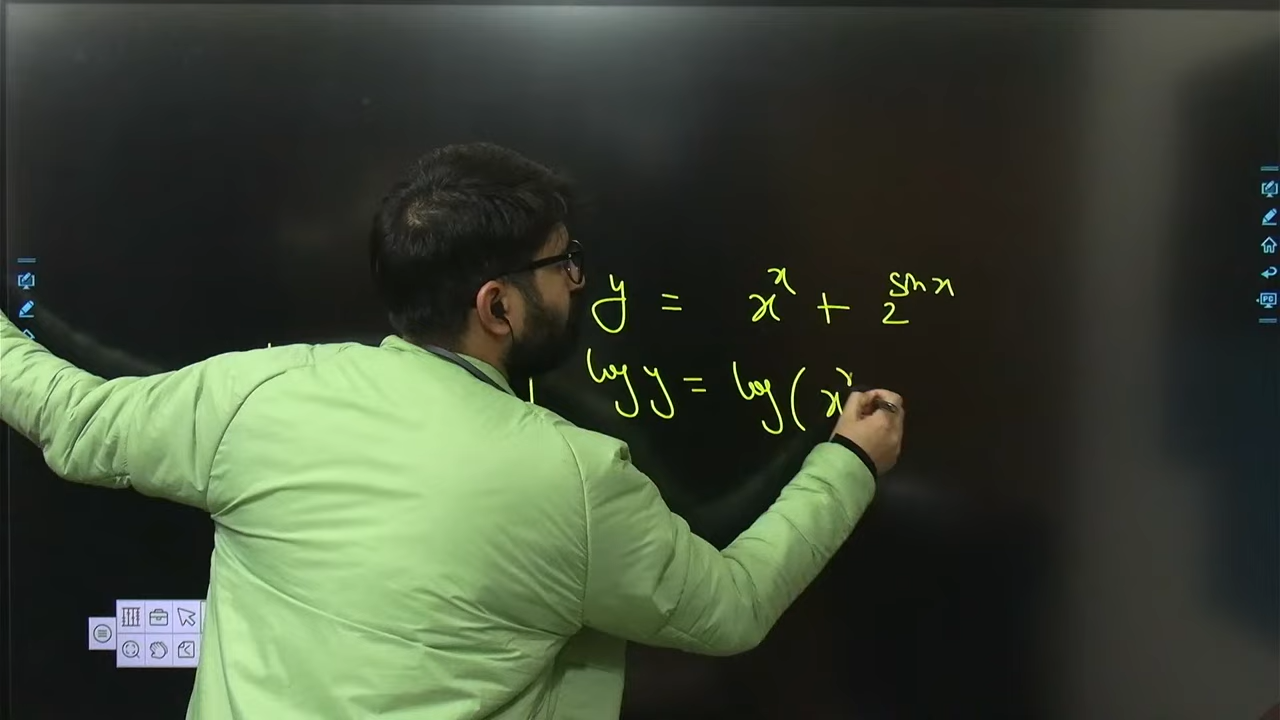 y = x^x + 2^sin x
log y = log ( x^x